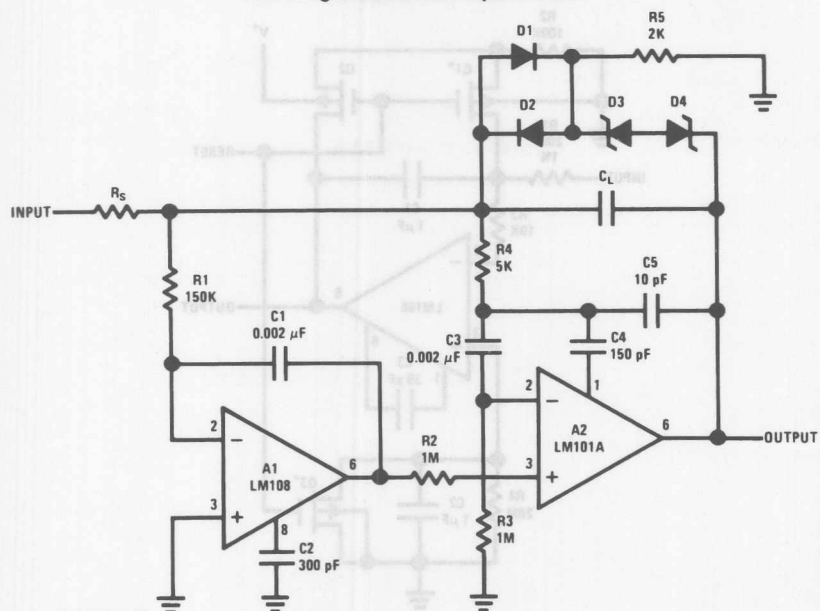 D1
R5
2K
D2
D3
D4
INPUT
RS
CL
R1
150K
R4
5K
C5
10 pF
C1
0.002 μF
C3
0.002 μF
C4
150 pF
2
−
A1
LM108
6
3
+
8
R2
1M
2
−
1
A2
LM101A
6
OUTPUT
3
+
R3
1M
C2
300 pF